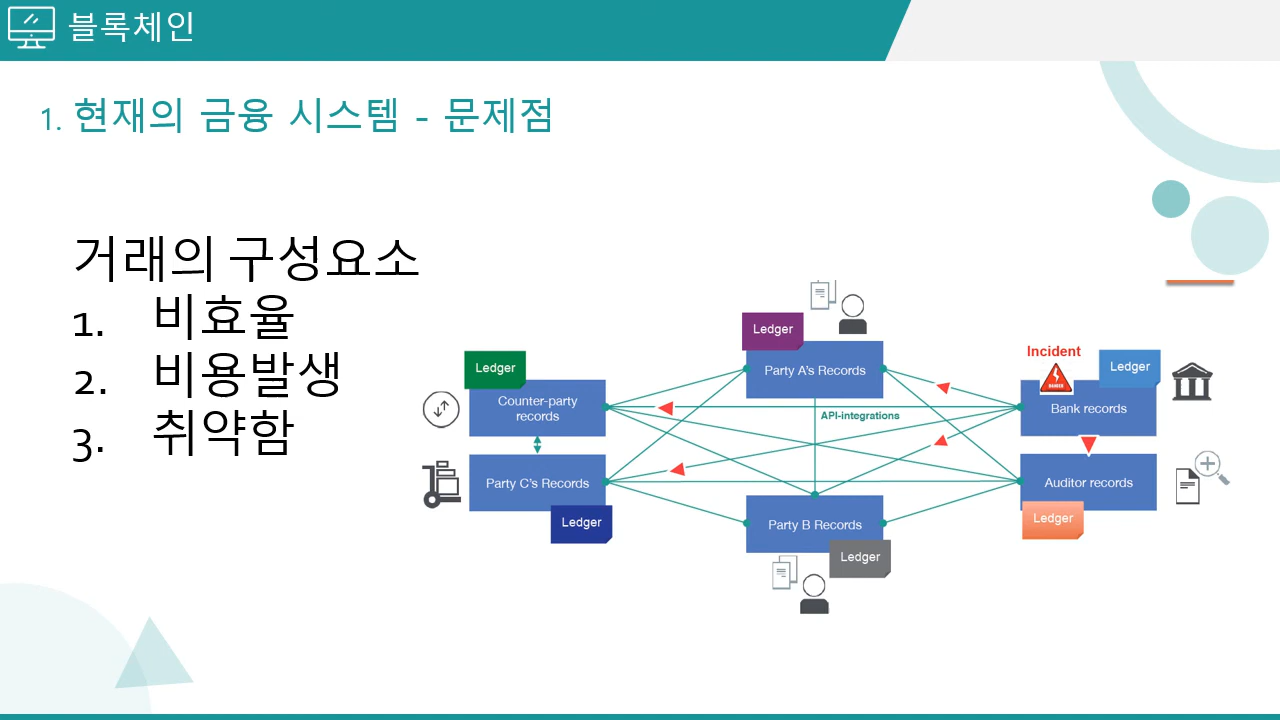 블록체인
1. 현재의 금융 시스템 - 문제점
거래의 구성요소
1. 비효율
2. 비용발생
3. 취약함
Ledger
Counter-party
records
Party C's Records
Ledger
Ledger
Party A's Records
API-integrations
Party B Records
Ledger
Incident
DANGER
Ledger
Bank records
Auditor records
Ledger